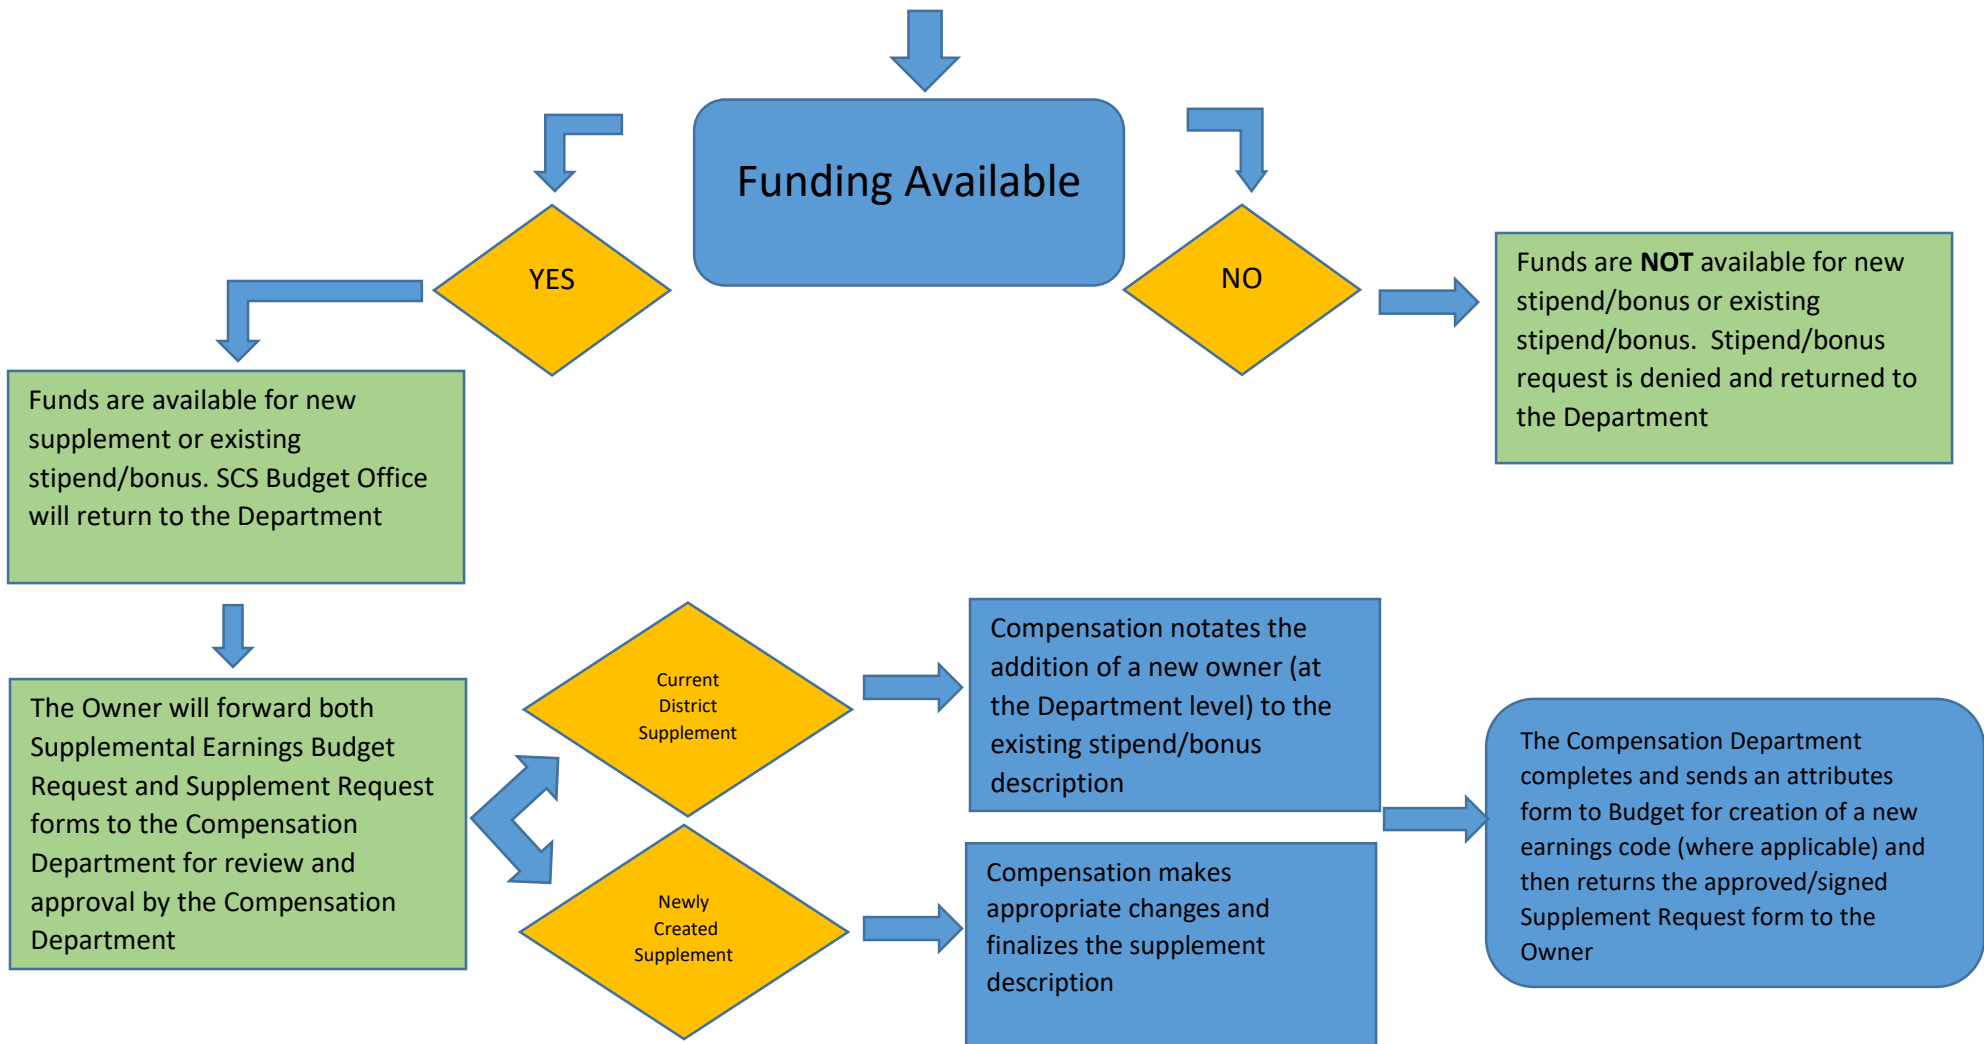 Funding Available
YES
NO
Funds are NOT available for new
stipend/bonus or existing
stipend/bonus.  Stipend/bonus
request is denied and returned to
the Department
Funds are available for new
supplement or existing
stipend/bonus. SCS Budget Office
will return to the Department
The Owner will forward both
Supplemental Earnings Budget
Request and Supplement Request
forms to the Compensation
Department for review and
approval by the Compensation
Department
Current
District
Supplement
Compensation notates the
addition of a new owner (at
the Department level) to the
existing stipend/bonus
description
Newly
Created
Supplement
Compensation makes
appropriate changes and
finalizes the supplement
description
The Compensation Department
completes and sends an attributes
form to Budget for creation of a new
earnings code (where applicable) and
then returns the approved/signed
Supplement Request form to the
Owner